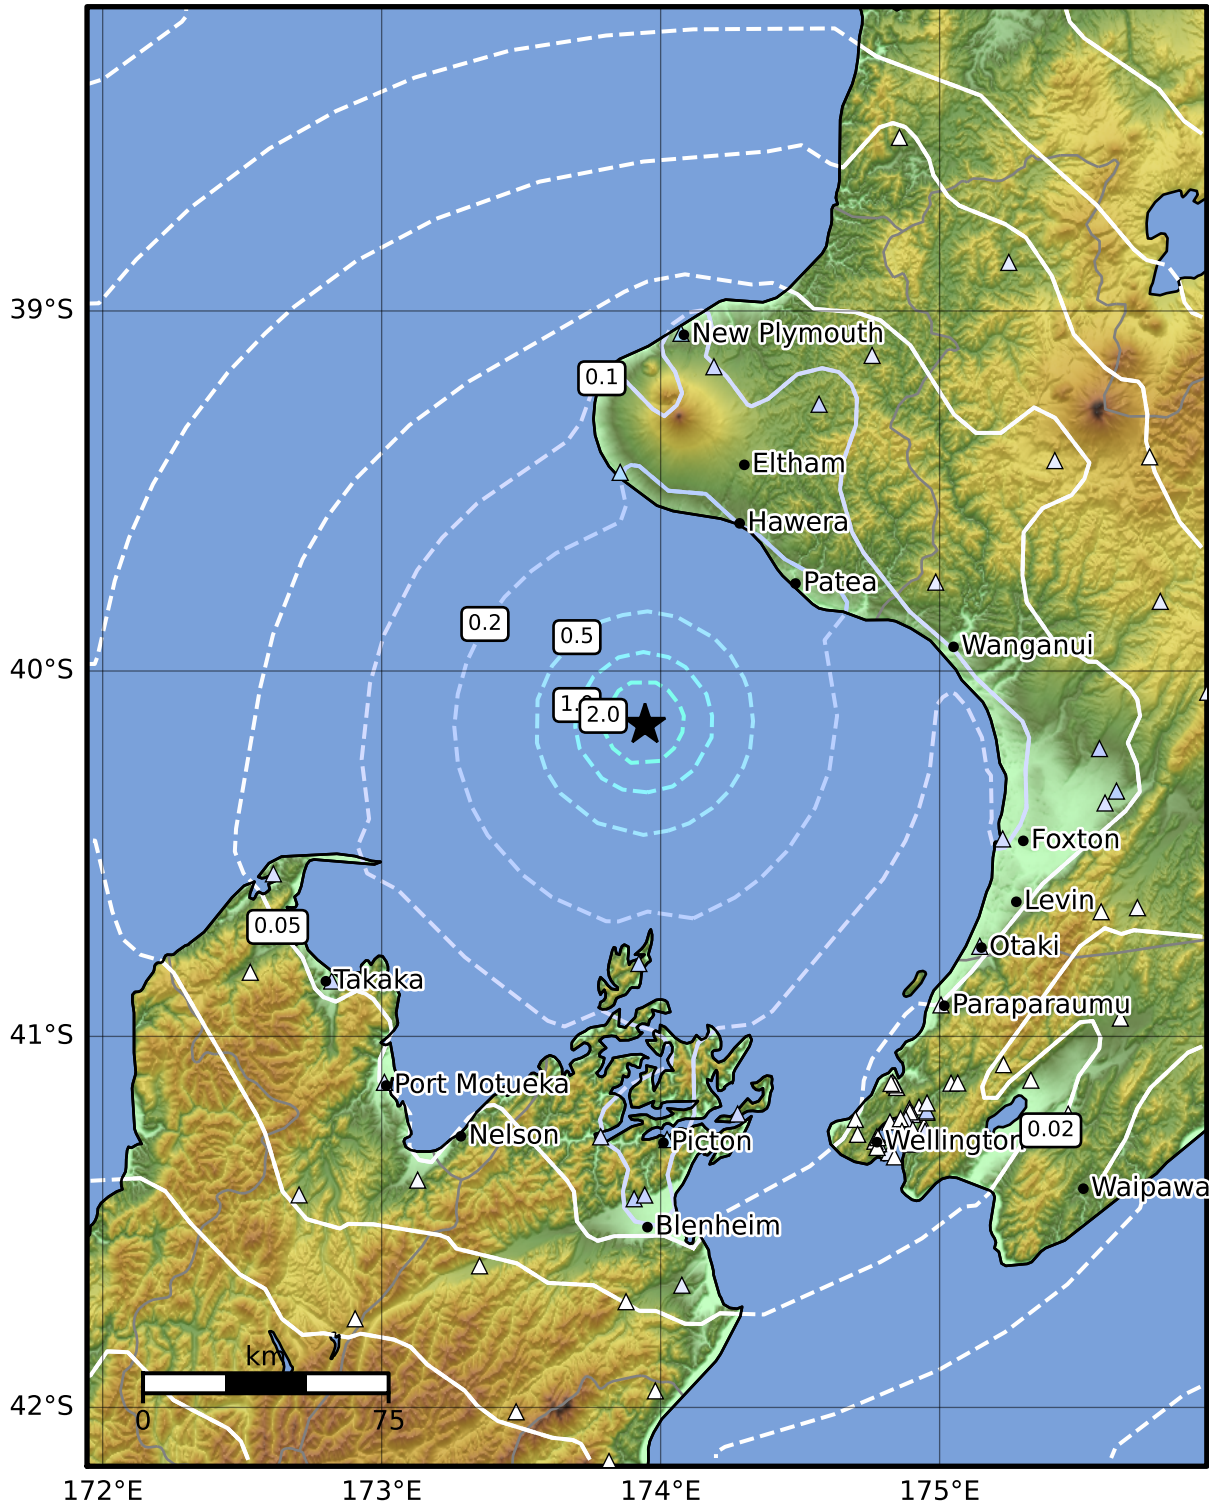 39°S
New Plymouth
0.1
Eltham
Hawera
Patea
0.2
0.5
Wanganui
40°S
2.0
Foxton
Levin
0.05
Otaki
Takaka
Paraparaumu
41°S
Port Motueka
0.02
Nelson
Picton
Wellington
Waipawa
Blenheim
km
0
75
42°S
172°E
173°E
174°E
175°E